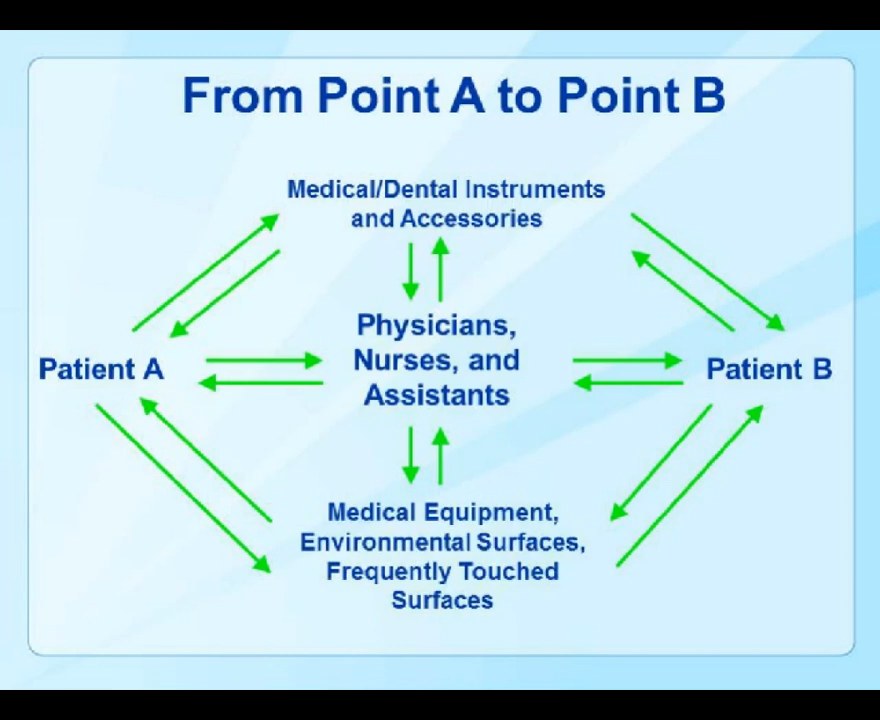 From Point A to Point B
Medical/Dental Instruments
and Accessories
Physicians,
Nurses, and
Assistants
Patient A
Patient B
Medical Equipment,
Environmental Surfaces,
Frequently Touched
Surfaces